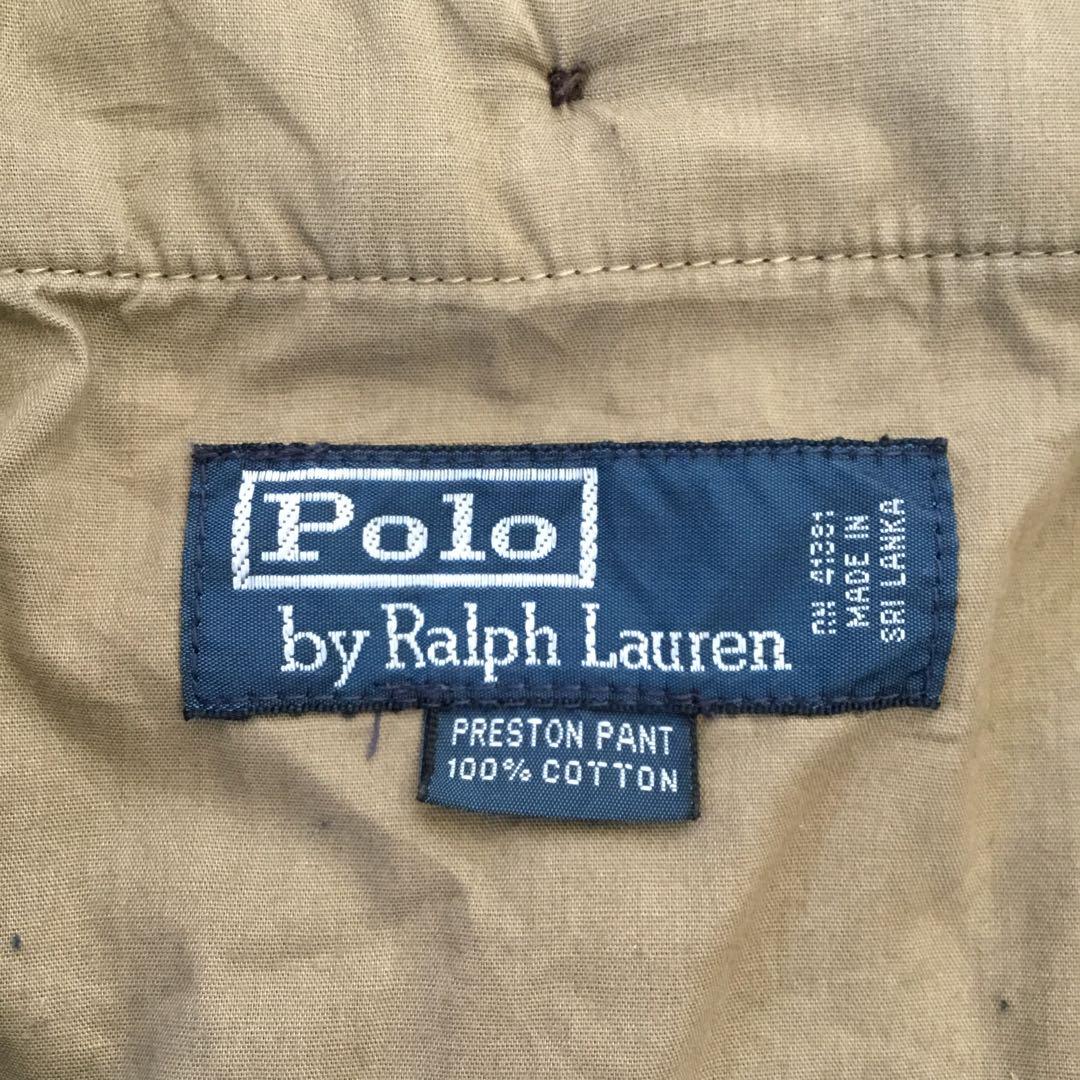 Polo
by Ralph Lauren
RN 41381
MADE IN
SRI LANKA
PRESTON PANT
100% COTTON